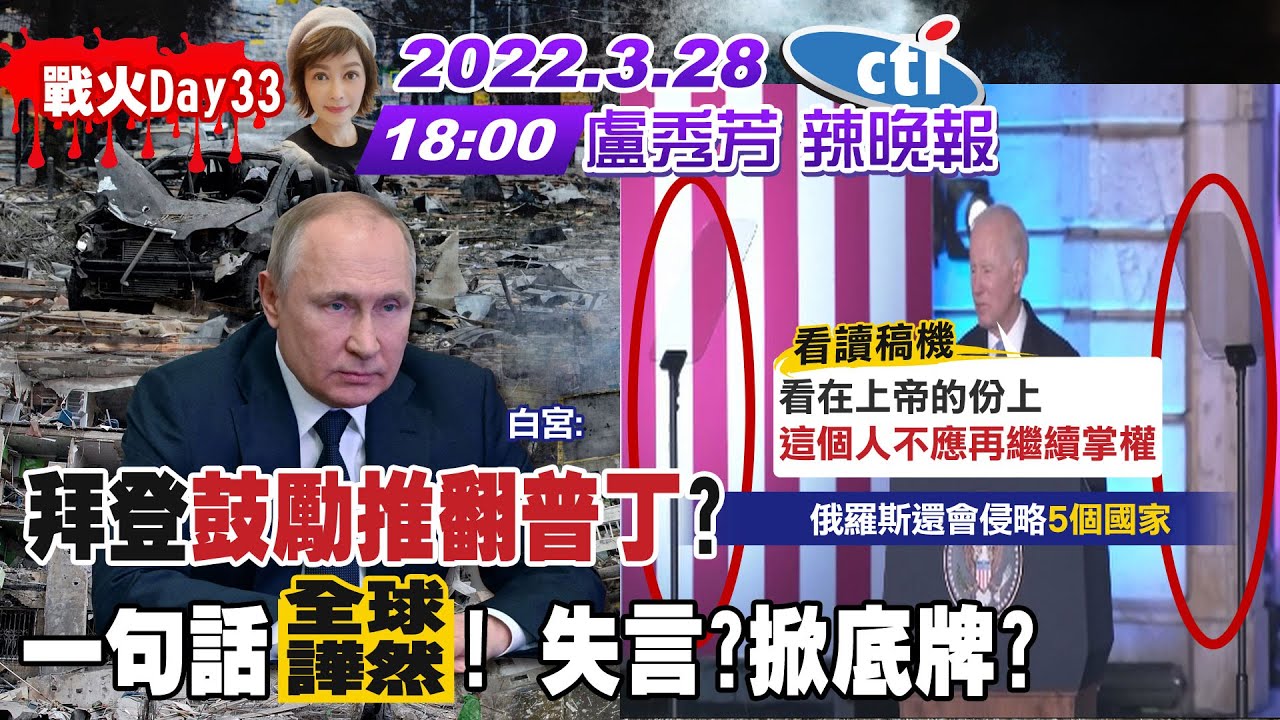 戰火Day33
2022.3.28
cti
18:00 盧秀芳 辣晚報
看讀稿機
看在上帝的份上
這個人不應再繼續掌權
白宮:
俄羅斯還會侵略5個國家
拜登鼓勵推翻普丁?
一句話全球譁然! 失言?掀底牌?